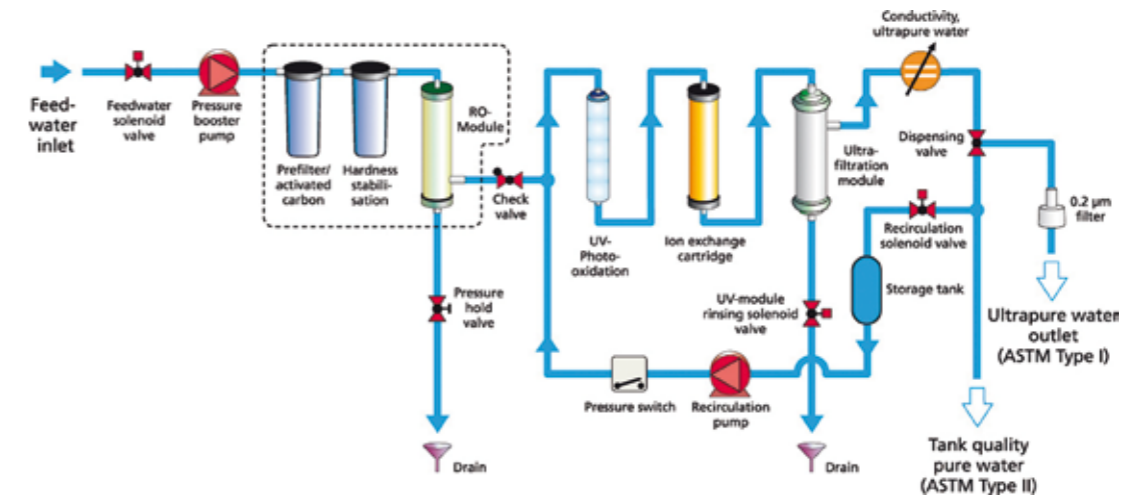 Feed-
water
inlet
Feedwater
solenoid
valve
Pressure
booster
pump
Prefilter/
activated
carbon
Hardness
stabili-
sation
RO-
Module
Check
valve
Pressure
hold
valve
Drain
UV-
Photo-
oxidation
Ion exchange
cartridge
Ultra-
filtration
module
Conductivity,
ultrapure water
Dispensing
valve
0.2 µm
filter
Recirculation
solenoid valve
Storage tank
UV-module
rinsing solenoid
valve
Pressure switch
Recirculation
pump
Drain
Ultrapure water
outlet
(ASTM Type I)
Tank quality
pure water
(ASTM Type II)